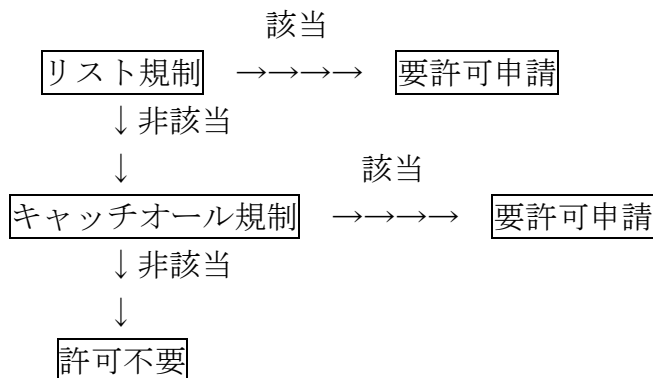 該当
リスト規制 →→→→ 要許可申請
↓非該当
↓ 該当
キャッチオール規制 →→→→ 要許可申請
↓非該当
↓
許可不要